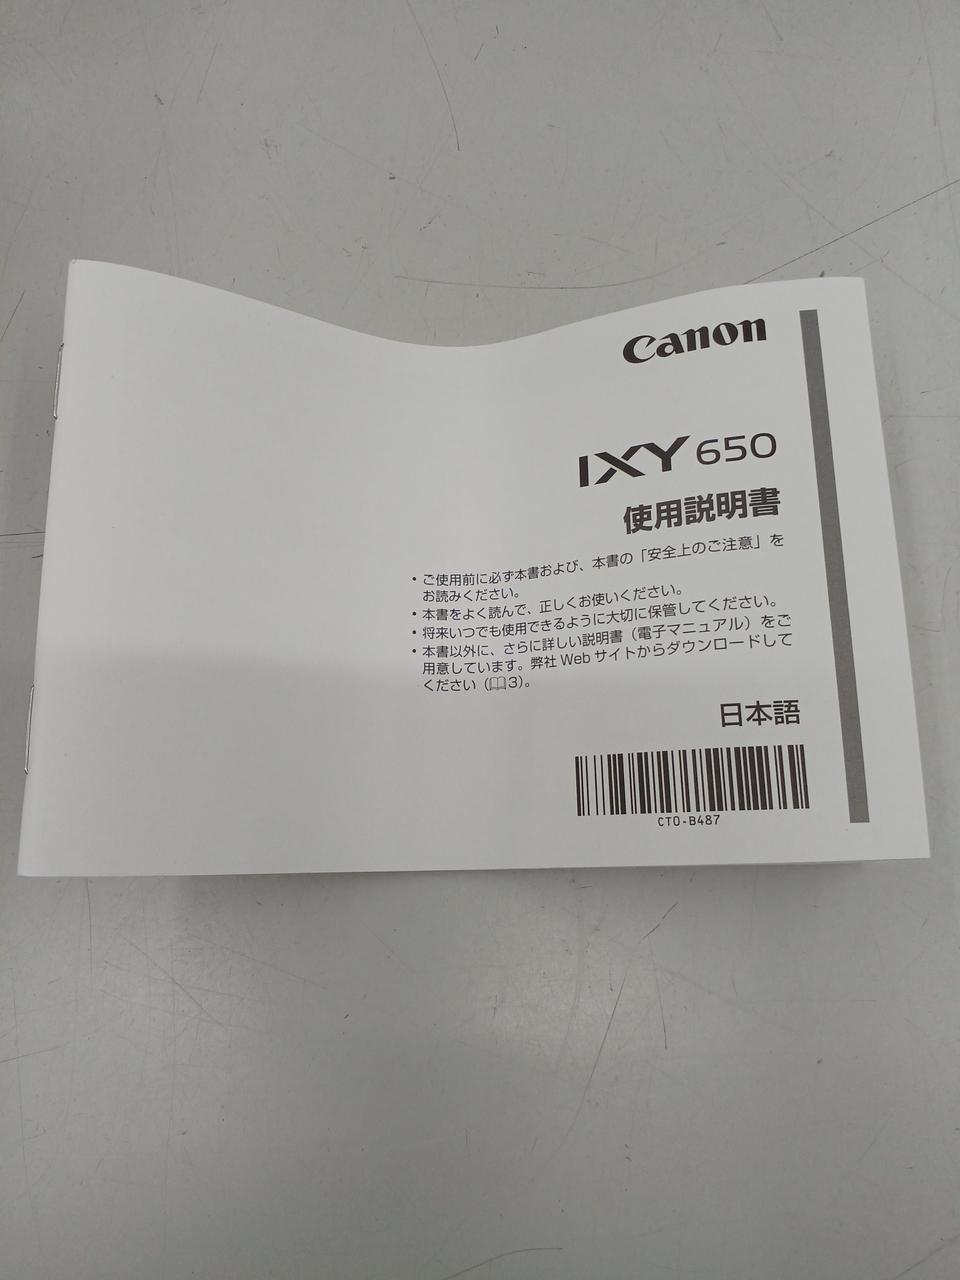 Canon
IXY 650
使用説明書
• ご使用前に必ず本書および、本書の「安全上のご注意」を
お読みください。
• 本書をよく読んで、正しくお使いください。
• 将来いつでも使用できるように大切に保管してください。
• 本書以外に、さらに詳しい説明書（電子マニュアル）をご
用意しています。弊社 Web サイトからダウンロードして
ください（📖3）。
日本語
CT0-B487